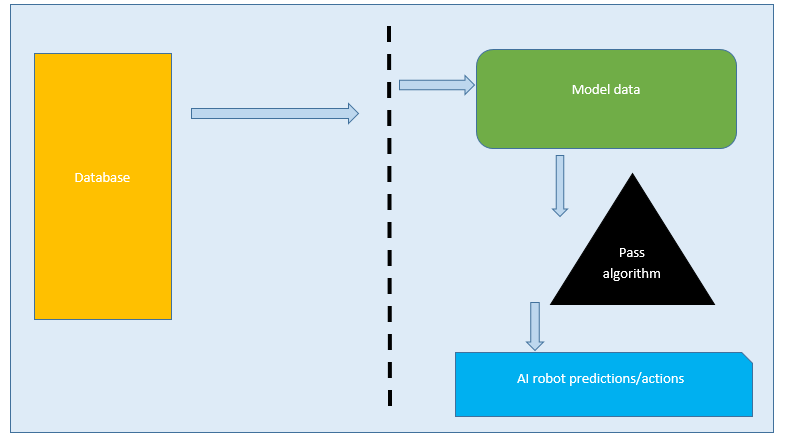 Model data
Database
Pass
algorithm
AI robot predictions/actions